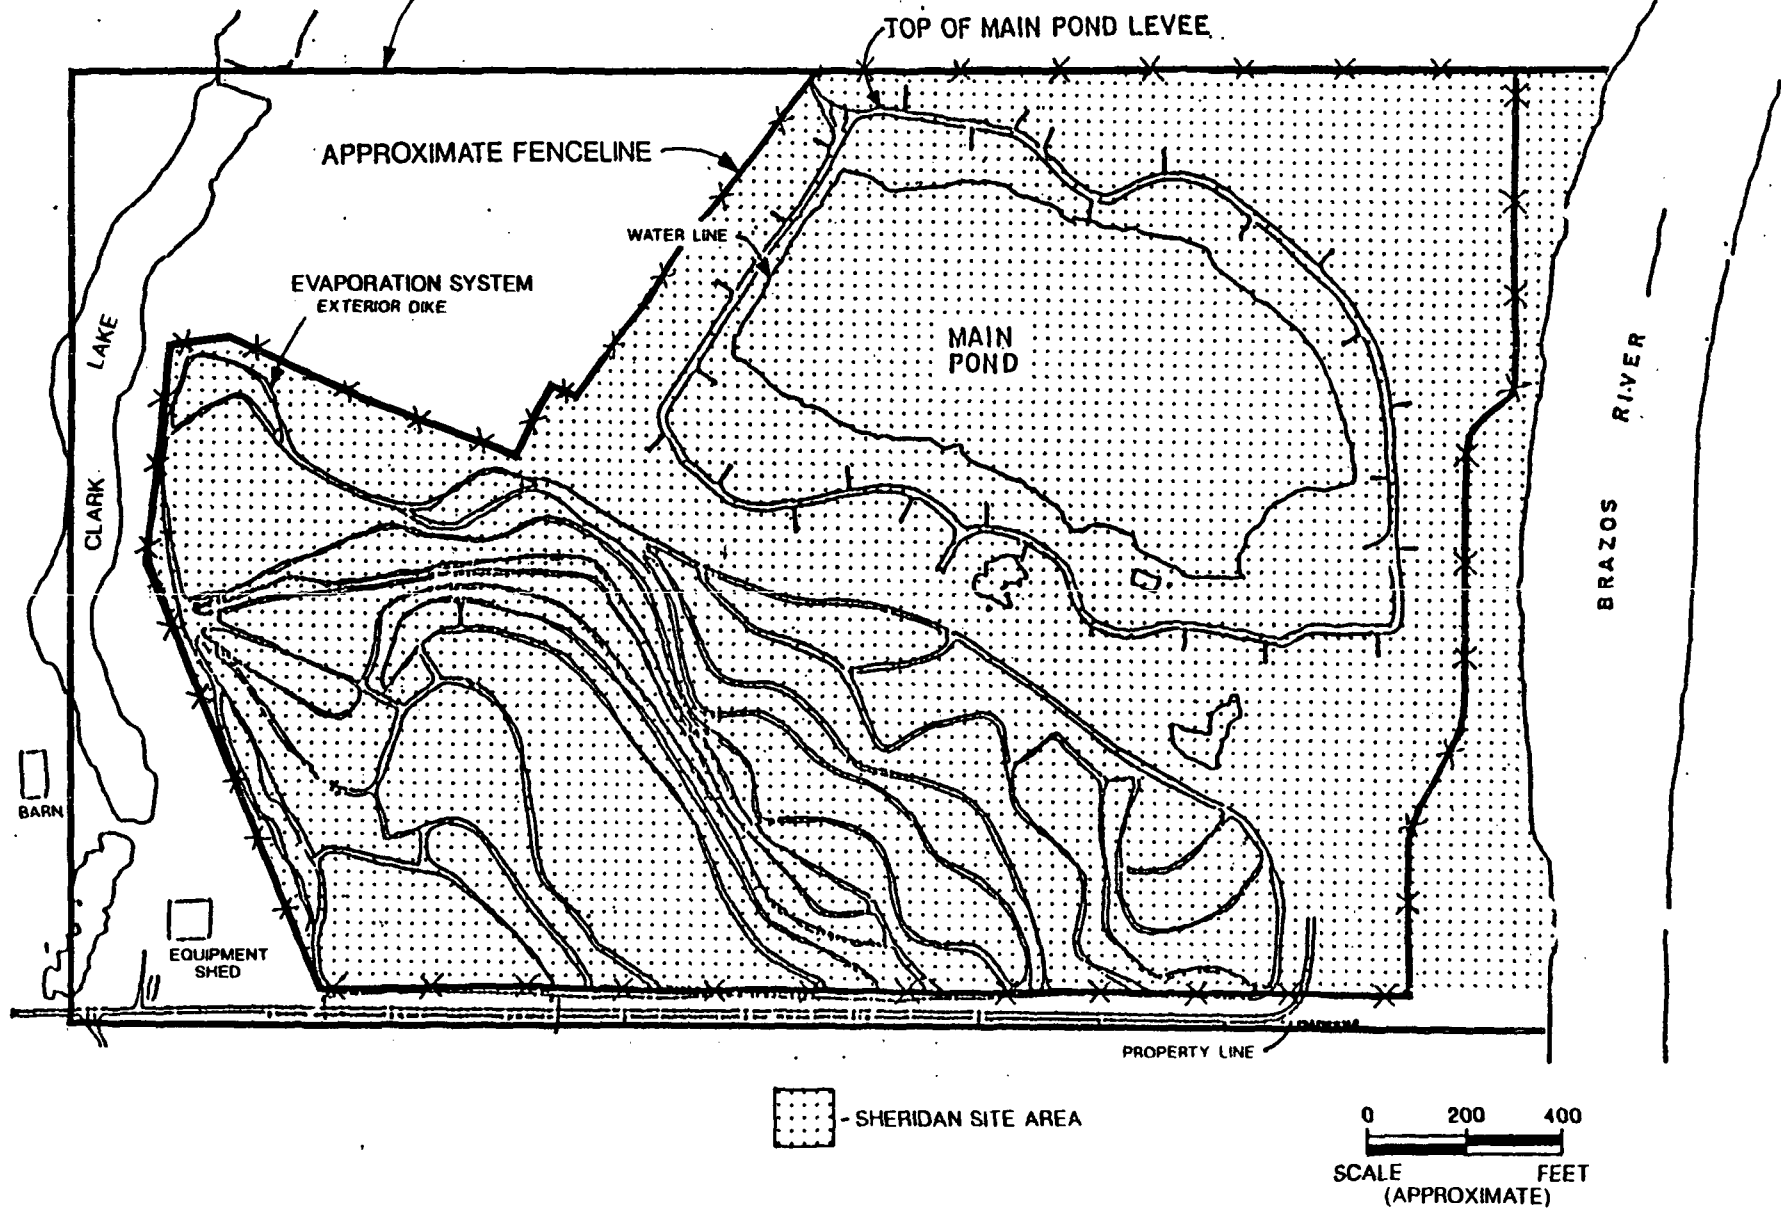 TOP OF MAIN POND LEVEE
APPROXIMATE FENCELINE
WATER LINE
EVAPORATION SYSTEM
EXTERIOR DIKE
MAIN
POND
CLARK LAKE
BRAZOS RIVER
BARN
EQUIPMENT
SHED
PROPERTY LINE
- SHERIDAN SITE AREA
0 200 400
SCALE FEET
(APPROXIMATE)